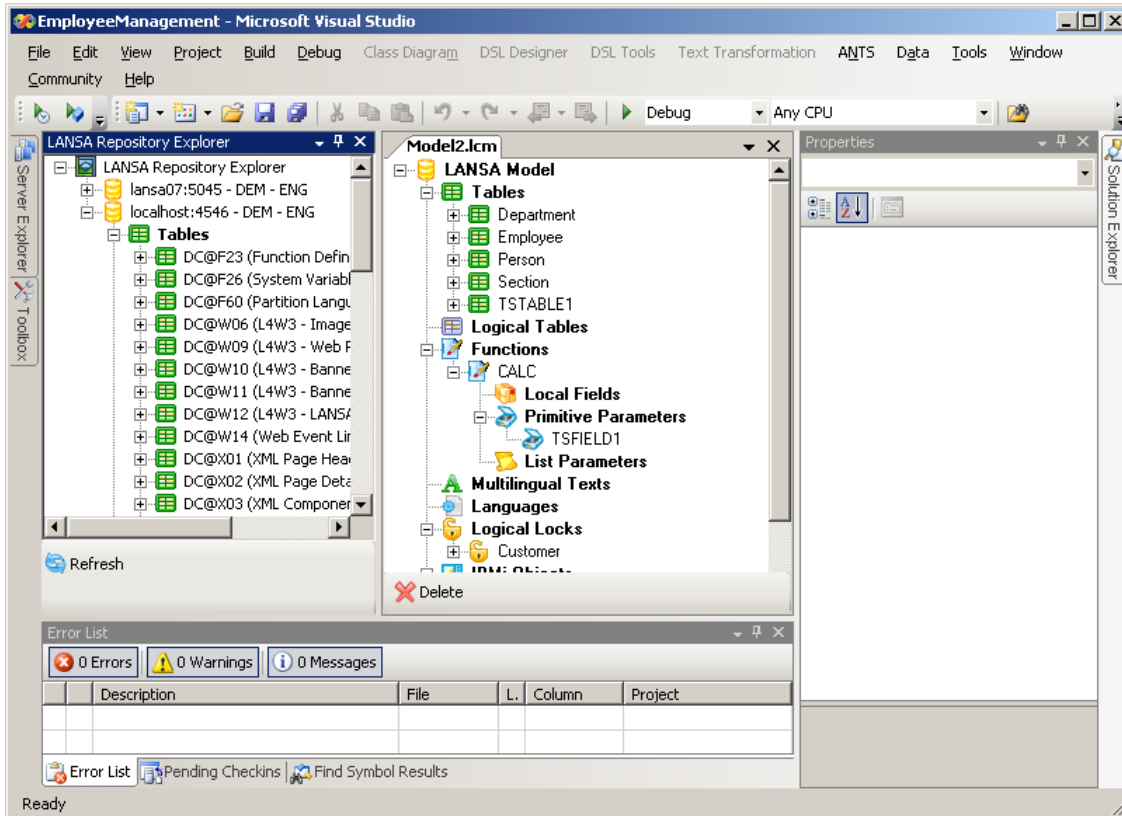 EmployeeManagement - Microsoft Visual Studio
File Edit View Project Build Debug Class Diagram DSL Designer DSL Tools Text Transformation ANTS Data Tools Window
Community Help
Debug Any CPU
Server Explorer
Toolbox
LANSA Repository Explorer
LANSA Repository Explorer
lansa07:5045 - DEM - ENG
localhost:4546 - DEM - ENG
Tables
DC@F23 (Function Defin
DC@F26 (System Variabl
DC@F60 (Partition Langu
DC@W06 (L4W3 - Image
DC@W09 (L4W3 - Web F
DC@W10 (L4W3 - Banne
DC@W11 (L4W3 - Banne
DC@W12 (L4W3 - LANSA
DC@W14 (Web Event Lin
DC@X01 (XML Page Head
DC@X02 (XML Page Deta
DC@X03 (XML Componen
Refresh
Model2.lcm
LANSA Model
Tables
Department
Employee
Person
Section
TSTABLE1
Logical Tables
Functions
CALC
Local Fields
Primitive Parameters
TSFIELD1
List Parameters
Multilingual Texts
Languages
Logical Locks
Customer
Delete
Properties
Solution Explorer
Error List
0 Errors 0 Warnings 0 Messages
Description File L. Column Project
Error List Pending Checkins Find Symbol Results
Ready